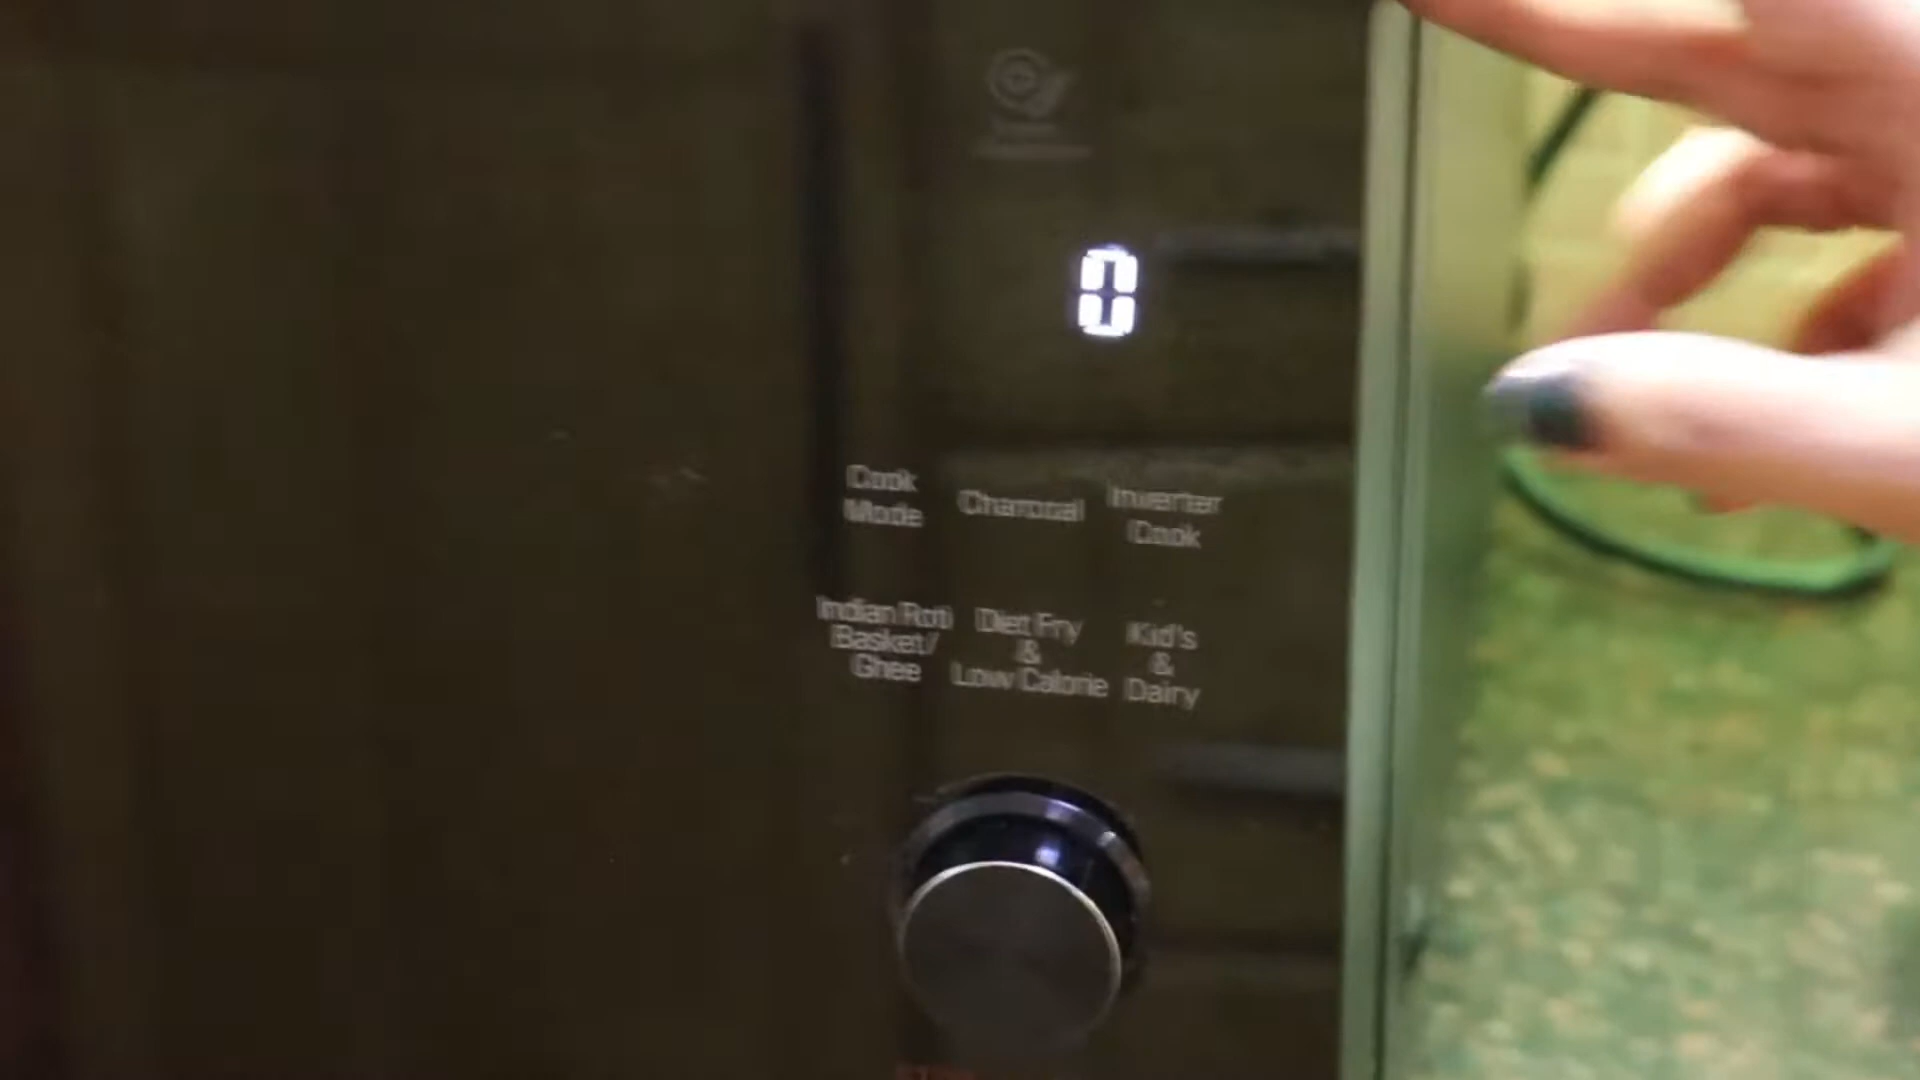 0
Cook
Mode
Charcoal
Inverter
Cook
Indian Roti
Basket/
Ghee
Diet Fry
&
Low Calorie
Kid's
&
Dairy